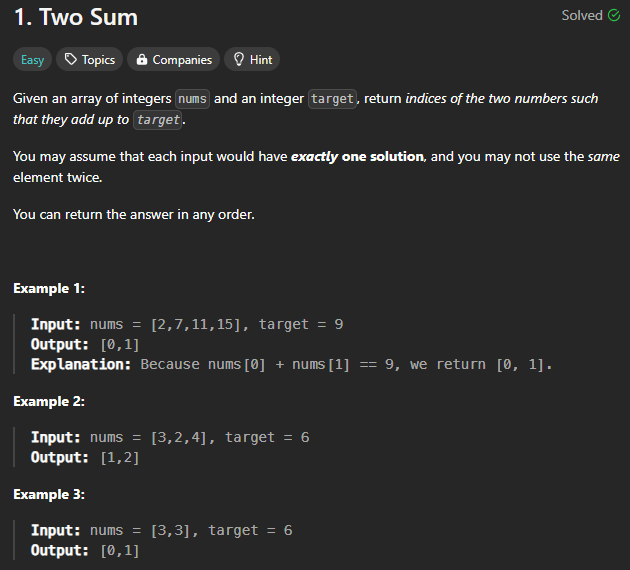 1. Two Sum
Solved
Easy Topics Companies Hint
Given an array of integers nums and an integer target, return indices of the two numbers such
that they add up to target.
You may assume that each input would have exactly one solution, and you may not use the same
element twice.
You can return the answer in any order.
Example 1:
Input: nums = [2,7,11,15], target = 9
Output: [0,1]
Explanation: Because nums[0] + nums[1] == 9, we return [0, 1].
Example 2:
Input: nums = [3,2,4], target = 6
Output: [1,2]
Example 3:
Input: nums = [3,3], target = 6
Output: [0,1]